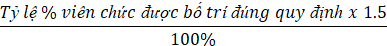 Tỷ lệ % viên chức được bố trí đúng quy định x 1.5
100%